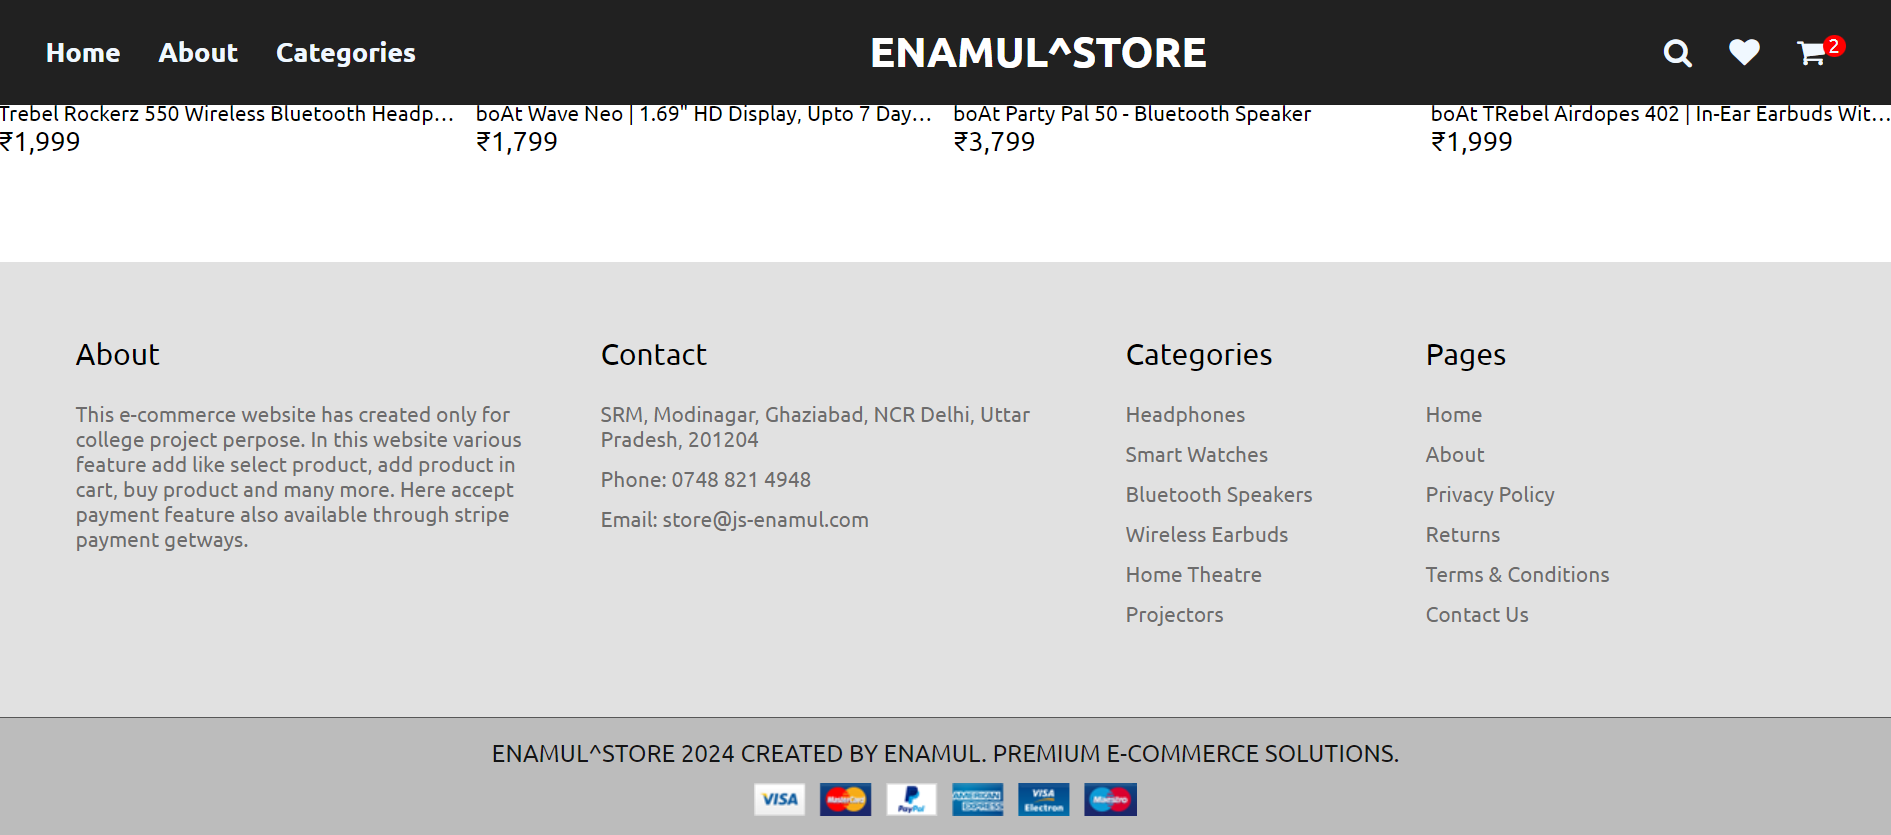 Home About Categories ENAMUL^STORE 2
Trebel Rockerz 550 Wireless Bluetooth Headp...
₹1,999
boAt Wave Neo | 1.69" HD Display, Upto 7 Day...
₹1,799
boAt Party Pal 50 - Bluetooth Speaker
₹3,799
boAt TRebel Airdopes 402 | In-Ear Earbuds Wit...
₹1,999
About
This e-commerce website has created only for
college project perpose. In this website various
feature add like select product, add product in
cart, buy product and many more. Here accept
payment feature also available through stripe
payment getways.
Contact
SRM, Modinagar, Ghaziabad, NCR Delhi, Uttar
Pradesh, 201204
Phone: 0748 821 4948
Email: store@js-enamul.com
Categories
Headphones
Smart Watches
Bluetooth Speakers
Wireless Earbuds
Home Theatre
Projectors
Pages
Home
About
Privacy Policy
Returns
Terms & Conditions
Contact Us
ENAMUL^STORE 2024 CREATED BY ENAMUL. PREMIUM E-COMMERCE SOLUTIONS.
VISA
MasterCard
PayPal
AMERICAN EXPRESS
VISA Electron
Maestro